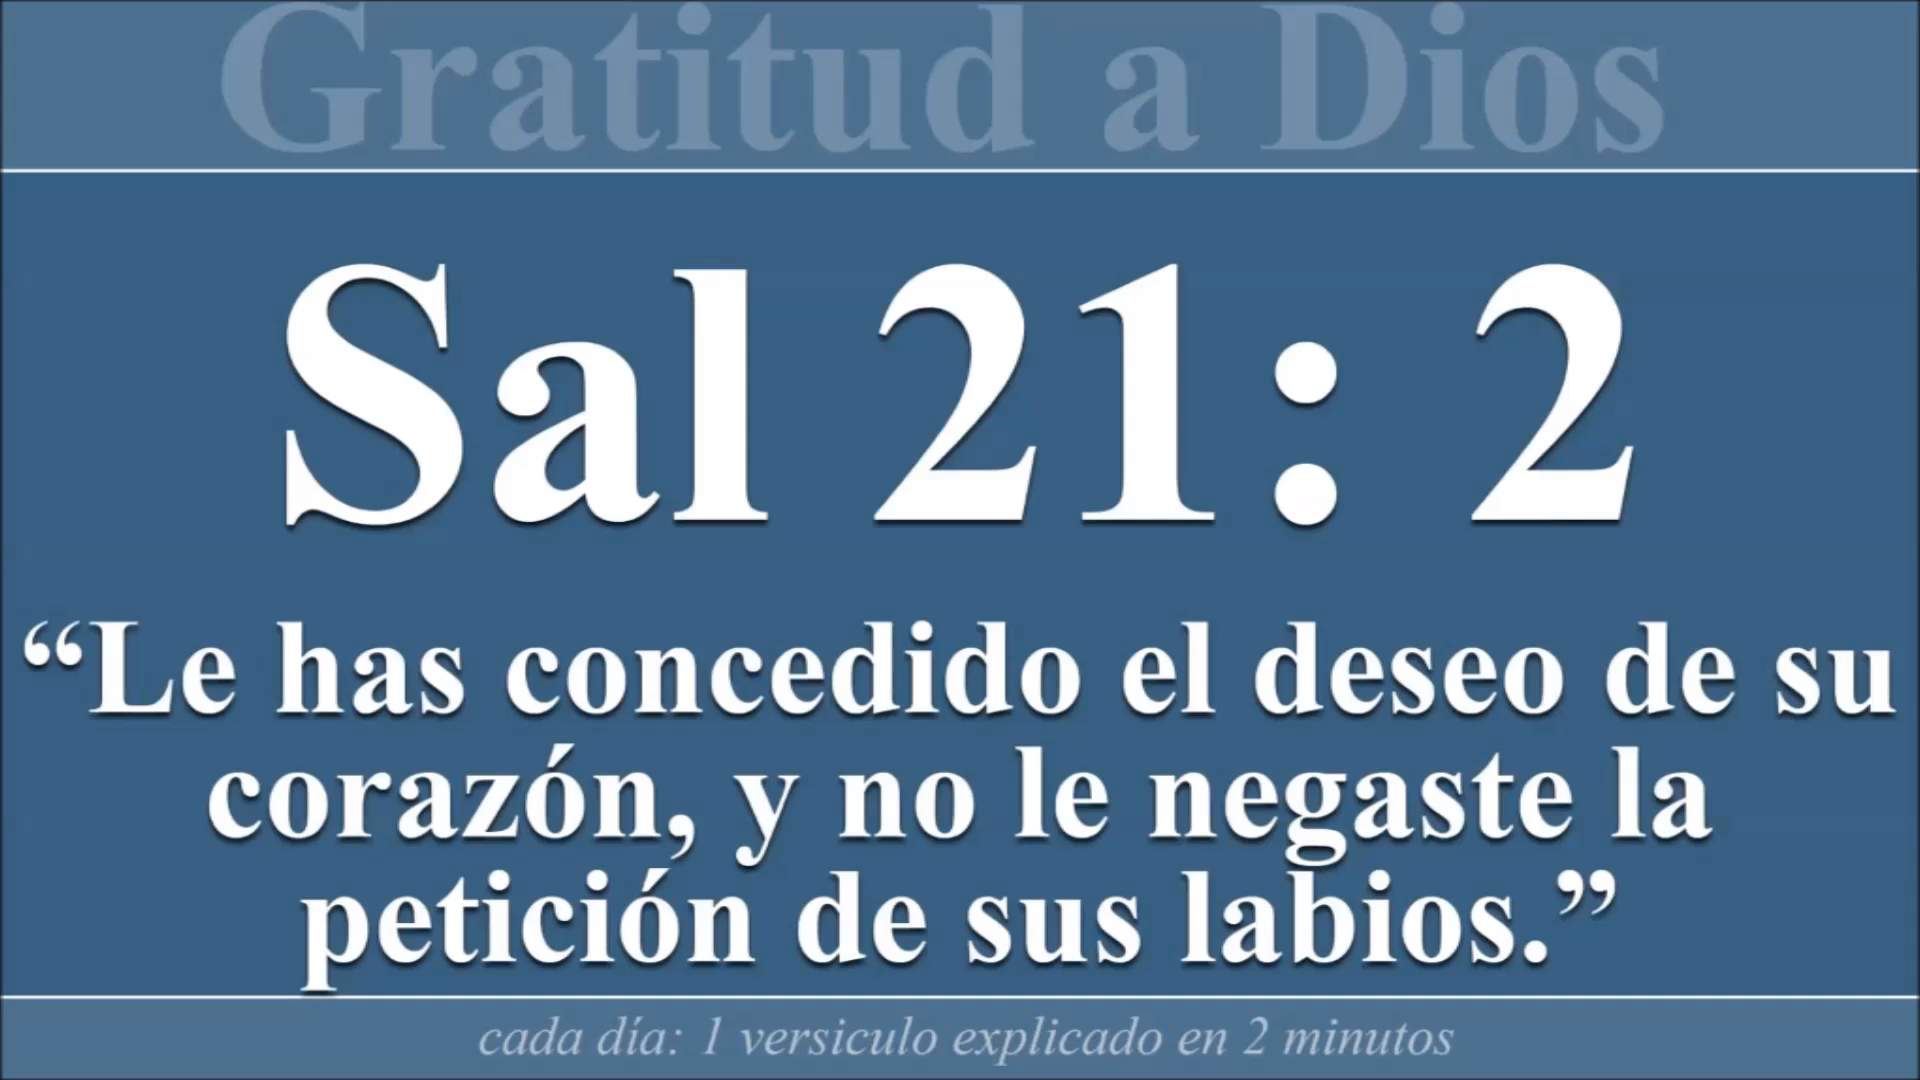 Gratitud a Dios
Sal 21: 2
“Le has concedido el deseo de su
corazón, y no le negaste la
petición de sus labios.”
cada día: 1 versiculo explicado en 2 minutos